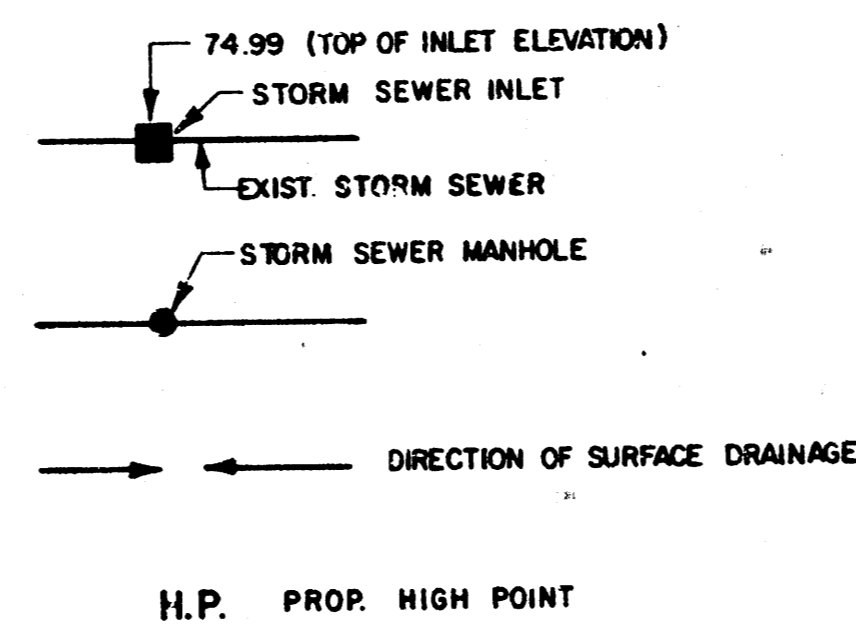 74.99 (TOP OF INLET ELEVATION)
STORM SEWER INLET
EXIST. STORM SEWER
STORM SEWER MANHOLE
DIRECTION OF SURFACE DRAINAGE
H.P. PROP. HIGH POINT